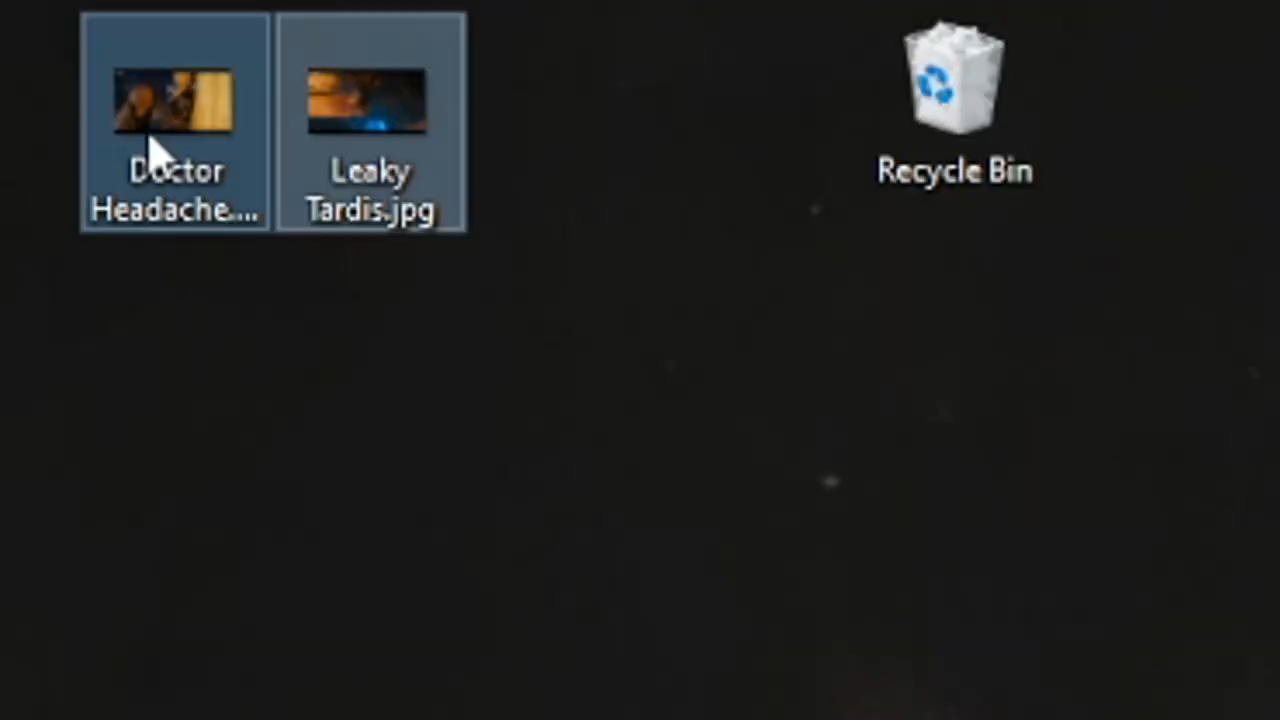 Doctor
Headache....
Leaky
Tardis.jpg
Recycle Bin